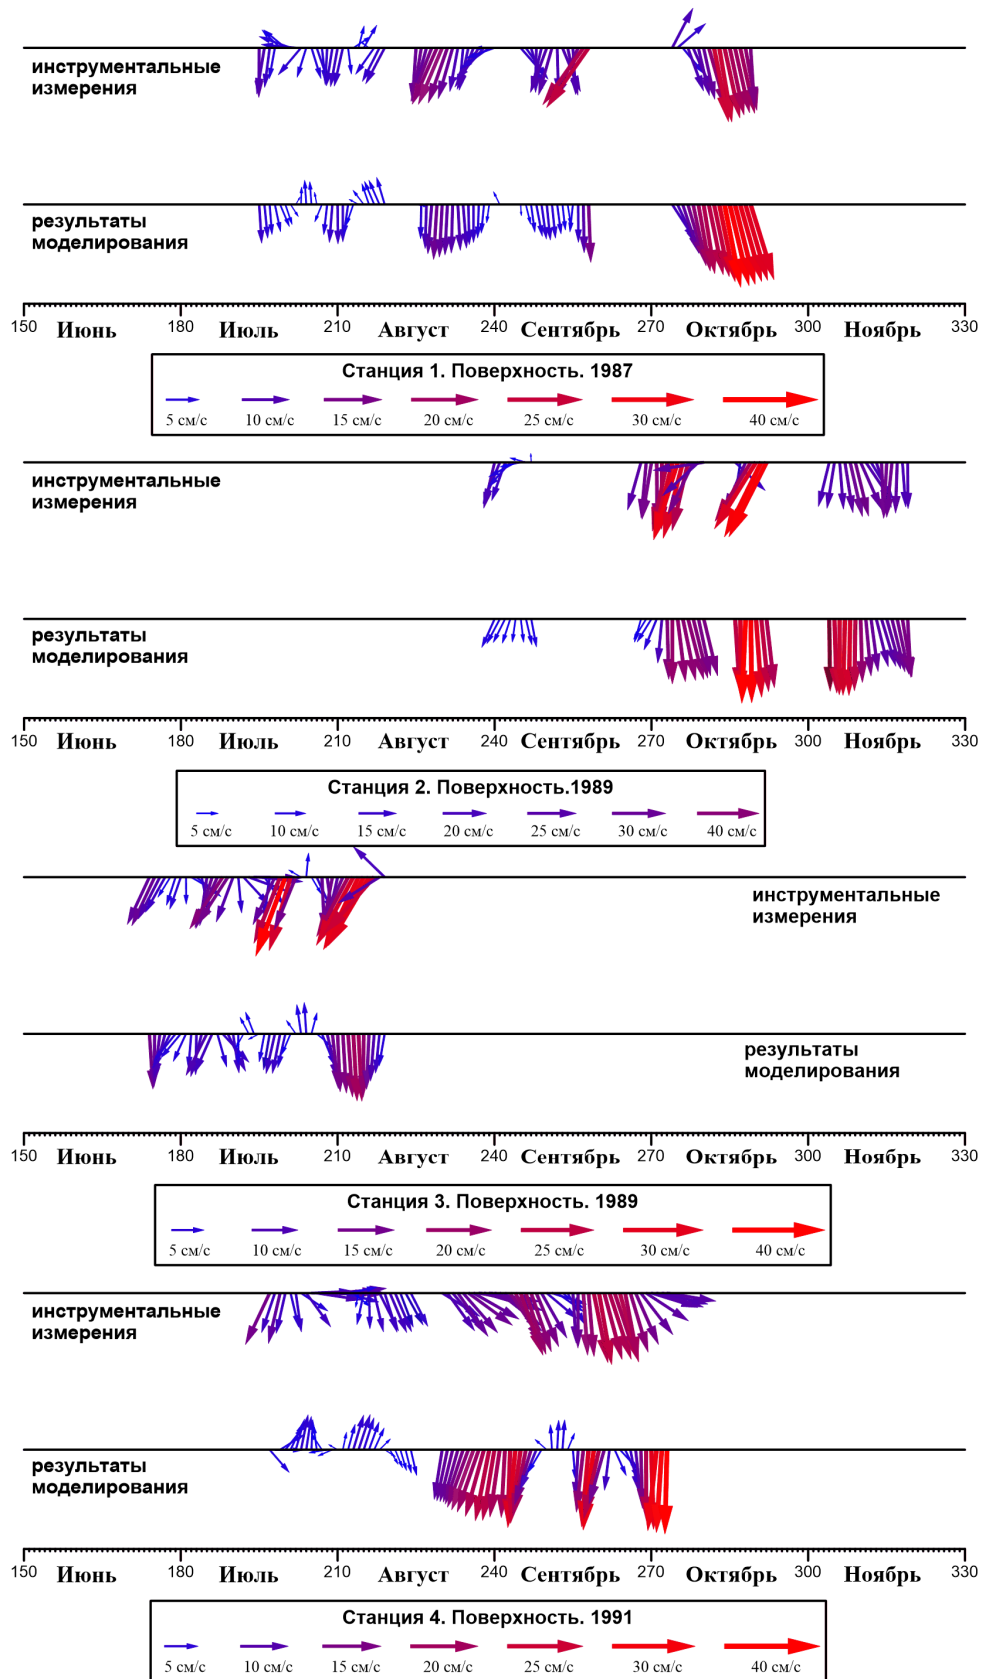 инструментальные
измерения
результаты
моделирования
150 Июнь 180 Июль 210 Август 240 Сентябрь 270 Октябрь 300 Ноябрь 330
Станция 1. Поверхность. 1987
5 см/с 10 см/с 15 см/с 20 см/с 25 см/с 30 см/с 40 см/с
инструментальные
измерения
результаты
моделирования
150 Июнь 180 Июль 210 Август 240 Сентябрь 270 Октябрь 300 Ноябрь 330
Станция 2. Поверхность.1989
5 см/с 10 см/с 15 см/с 20 см/с 25 см/с 30 см/с 40 см/с
инструментальные
измерения
результаты
моделирования
150 Июнь 180 Июль 210 Август 240 Сентябрь 270 Октябрь 300 Ноябрь 330
Станция 3. Поверхность. 1989
5 см/с 10 см/с 15 см/с 20 см/с 25 см/с 30 см/с 40 см/с
инструментальные
измерения
результаты
моделирования
150 Июнь 180 Июль 210 Август 240 Сентябрь 270 Октябрь 300 Ноябрь 330
Станция 4. Поверхность. 1991
5 см/с 10 см/с 15 см/с 20 см/с 25 см/с 30 см/с 40 см/с